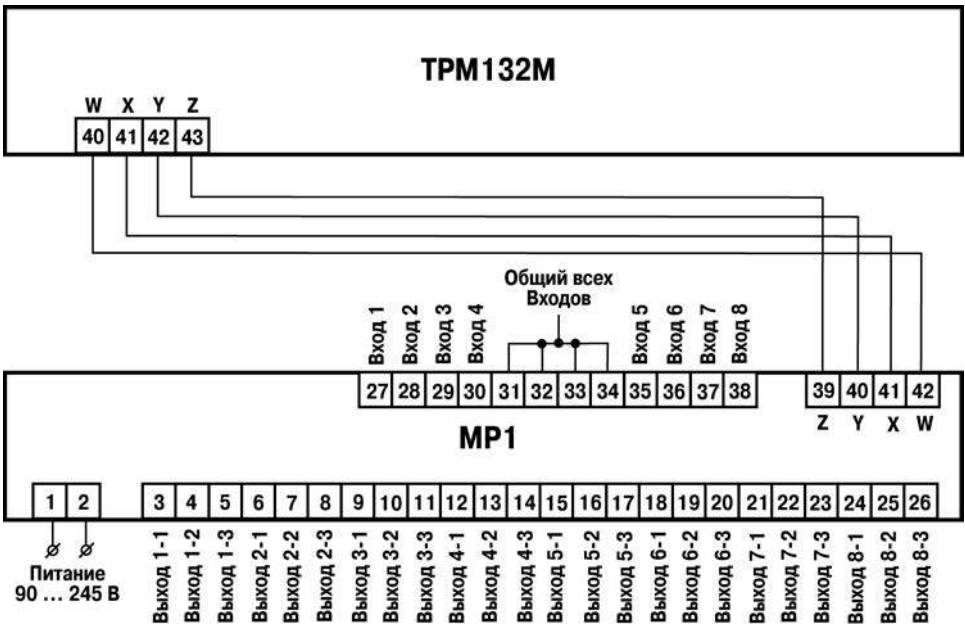 ТРМ132М
W X Y Z
40 41 42 43
Общий всех
Входов
Вход 1
Вход 2
Вход 3
Вход 4
Вход 5
Вход 6
Вход 7
Вход 8
27 28 29 30 31 32 33 34 35 36 37 38
39 40 41 42
Z Y X W
МР1
1 2
3 4 5 6 7 8 9 10 11 12 13 14 15 16 17 18 19 20 21 22 23 24 25 26
Питание
90 ... 245 В
Выход 1-1
Выход 1-2
Выход 1-3
Выход 2-1
Выход 2-2
Выход 2-3
Выход 3-1
Выход 3-2
Выход 3-3
Выход 4-1
Выход 4-2
Выход 4-3
Выход 5-1
Выход 5-2
Выход 5-3
Выход 6-1
Выход 6-2
Выход 6-3
Выход 7-1
Выход 7-2
Выход 7-3
Выход 8-1
Выход 8-2
Выход 8-3